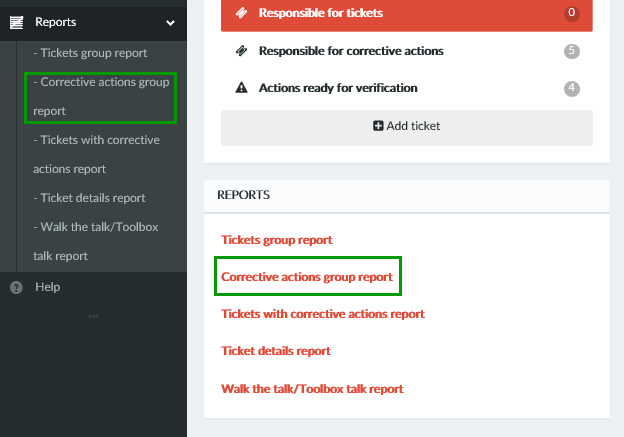 Reports
- Tickets group report
- Corrective actions group
report
- Tickets with corrective
actions report
- Ticket details report
- Walk the talk/Toolbox
talk report
Help
Responsible for tickets 0
Responsible for corrective actions 5
Actions ready for verification 4
Add ticket
REPORTS
Tickets group report
Corrective actions group report
Tickets with corrective actions report
Ticket details report
Walk the talk/Toolbox talk report